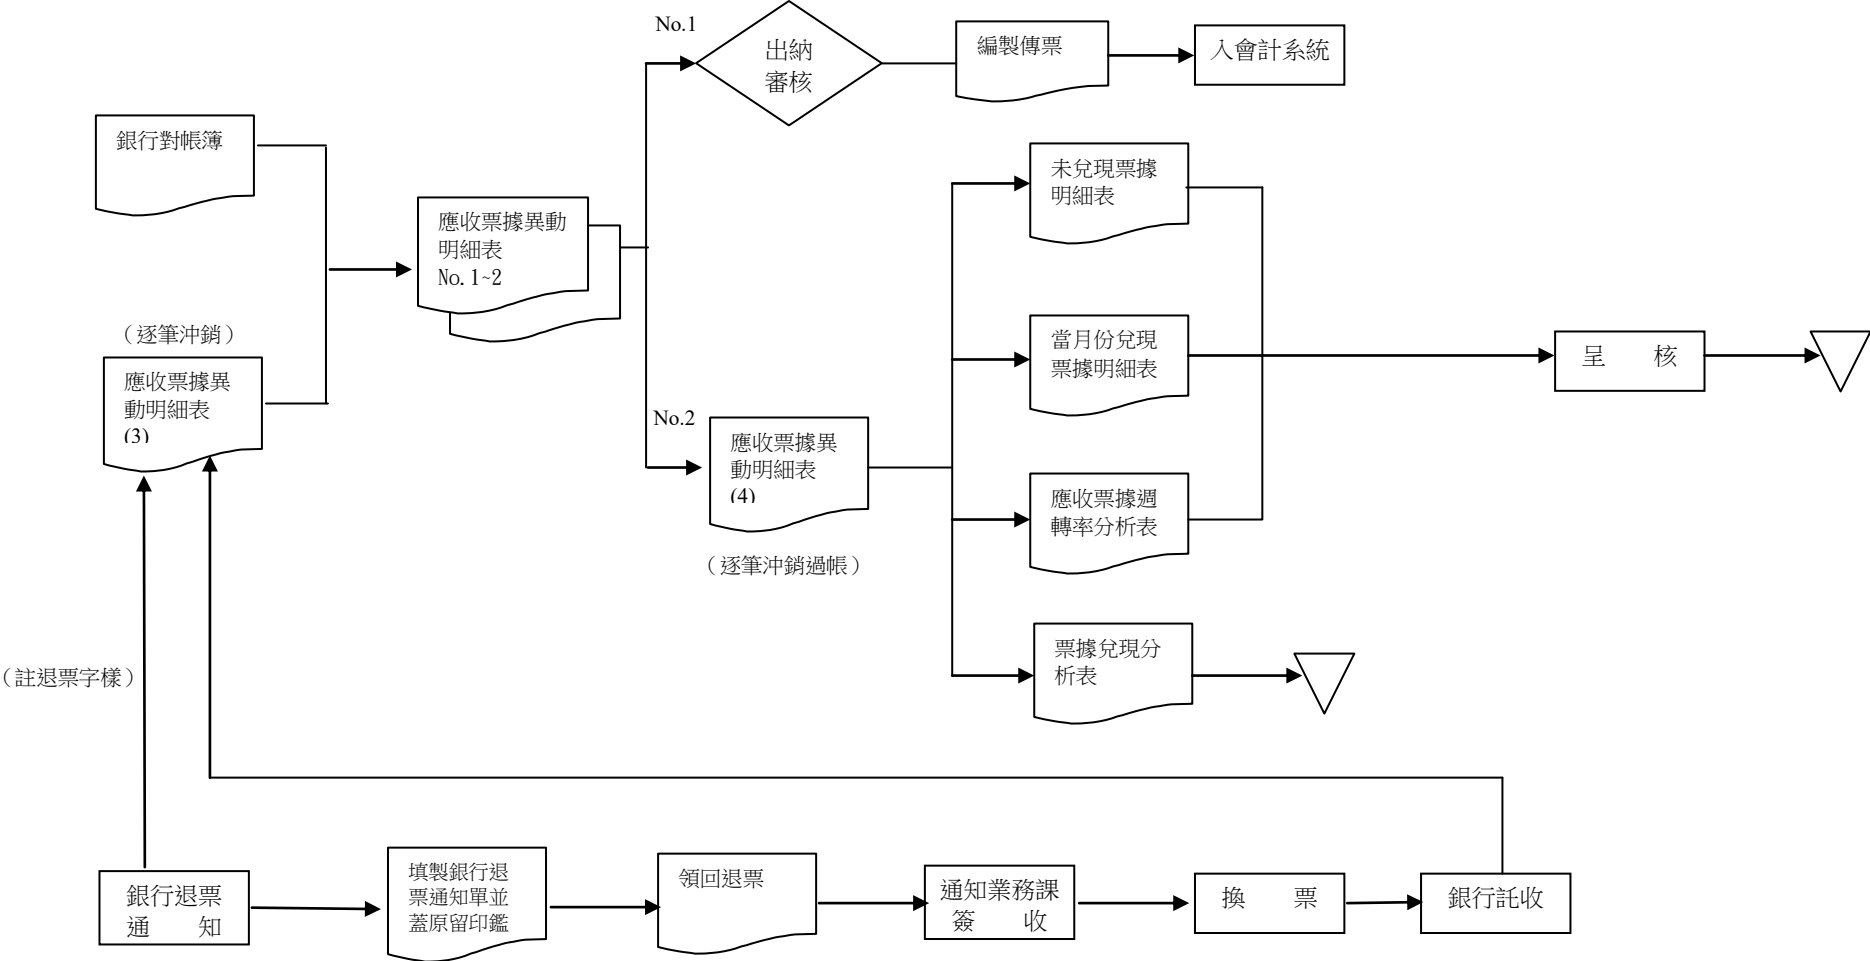 No.1
出納
審核
編製傳票
入會計系統
銀行對帳簿
應收票據異動
明細表
No. 1~2
未兌現票據
明細表
（逐筆沖銷）
應收票據異
動明細表
(3)
當月份兌現
票據明細表
呈 核
No.2
應收票據異
動明細表
(4)
（逐筆沖銷過帳）
應收票據週
轉率分析表
票據兌現分
析表
（註退票字樣）
銀行退票
通 知
填製銀行退
票通知單並
蓋原留印鑑
領回退票
通知業務課
簽 收
換 票
銀行託收